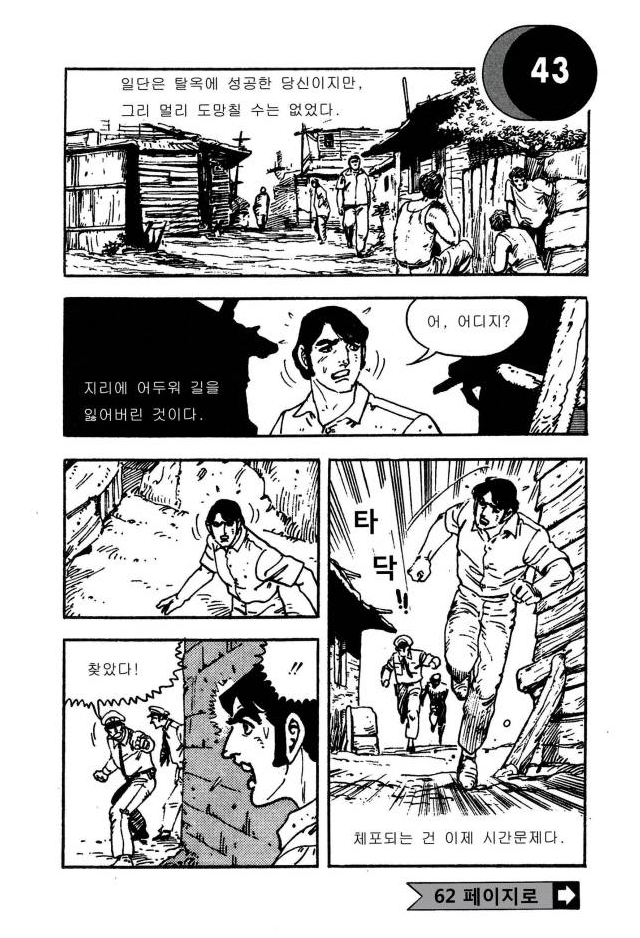 43
일단은 탈옥에 성공한 당신이지만,
그리 멀리 도망칠 수는 없었다.
어, 어디지?
지리에 어두워 길을
잃어버린 것이다.
찾았다!
!!
타
닥
!!
체포되는 건 이제 시간문제다.
62 페이지로